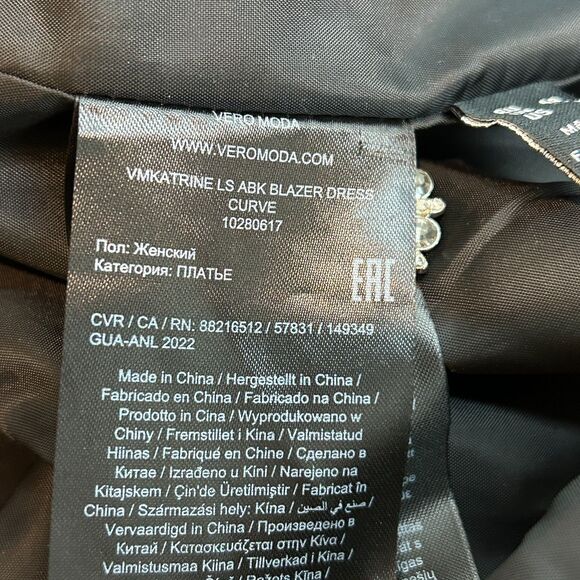 VERO MODA
WWW.VEROMODA.COM
VMKATRINE LS ABK BLAZER DRESS
CURVE
10280617
Пол: Женский
Категория: ПЛАТЬЕ
EAC
CVR / CA / RN: 86216512 / 57831 / 149349
GUA-ANL 2022
Made in China / Hergestellt in China /
Fabricado en China / Fabricado na China /
Prodotto in Cina / Wyprodukowano w
Chiny / Fremstillet i Kina / Valmistatud
Hiinas / Fabriqué en Chine / Сделано в
Китае / Izrađeno u Kini / Narejeno na
Kitajskem / Çin'de Üretilmiştir / Fabricat în
China / Származási hely: Kína / صنع في الصين /
Vervaardigd in China / Произведено в
Китай / Κατασκευάζεται στην Κίνα /
Valmistettu Kiinassa / Tillverkad i Kina /